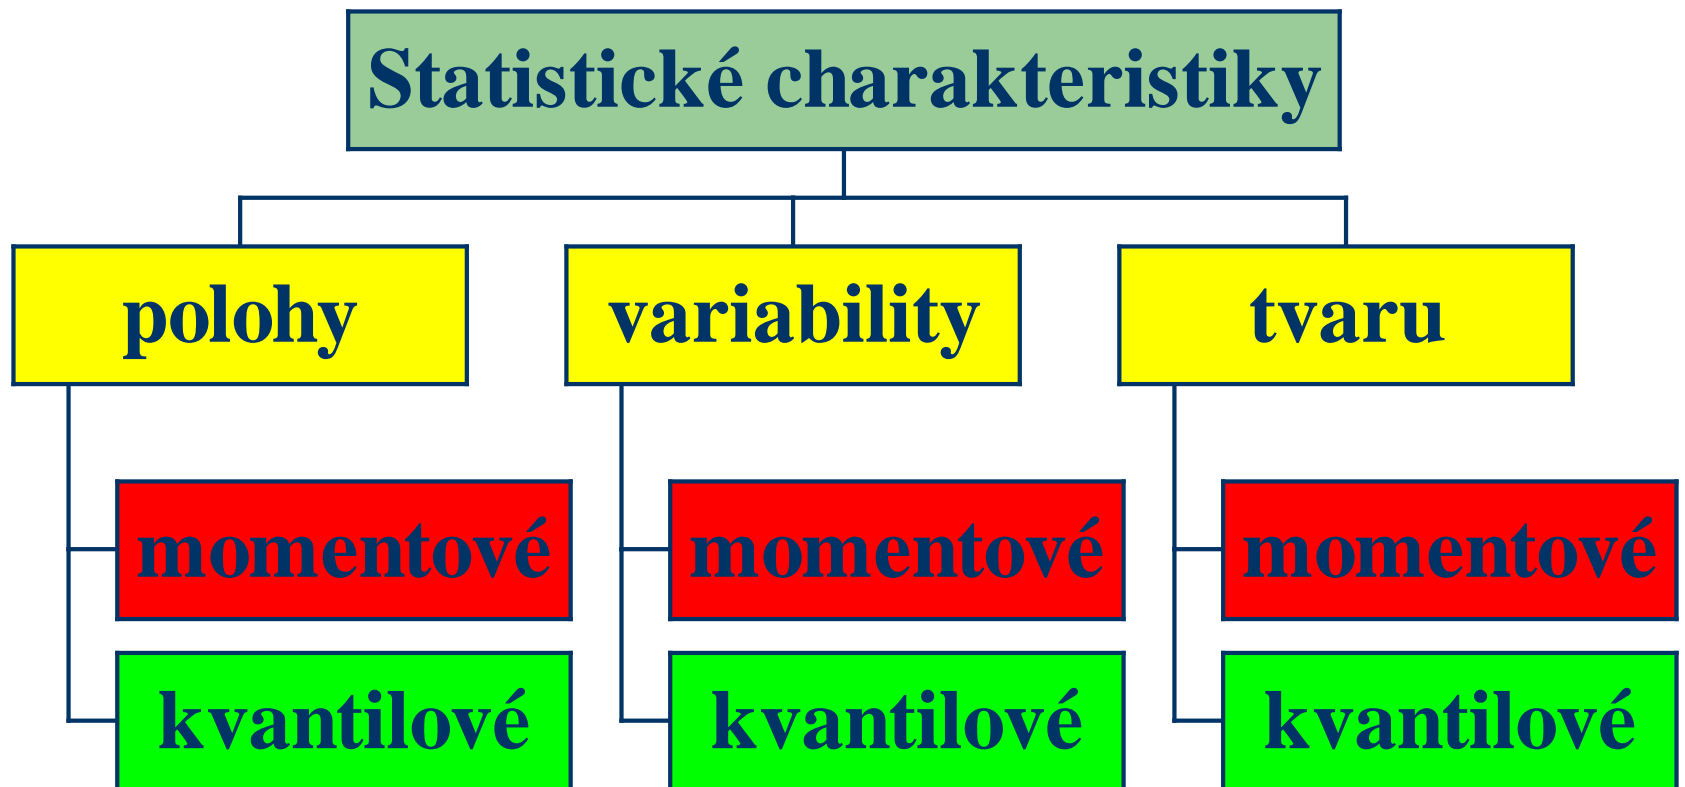 Statistické charakteristiky
polohy
variability
tvaru
momentové
momentové
momentové
kvantilové
kvantilové
kvantilové